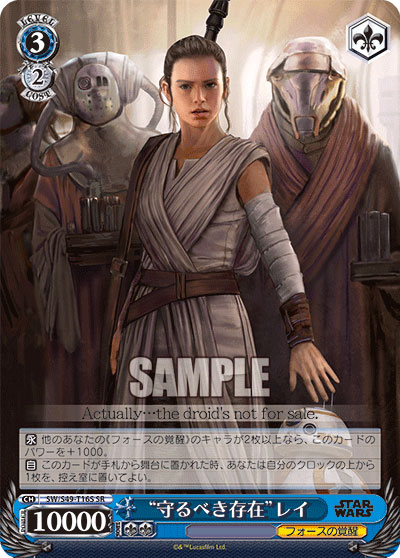 LEVEL
3
2
COST
SAMPLE
Actually…the droid's not for sale.
永 他のあなたの《フォースの覚醒》のキャラが2枚以上なら、このカードの
パワーを+1000。
自 このカードが手札から舞台に置かれた時、あなたは自分のクロックの上から
1枚を、控え室に置いてよい。
CH SW/S49-T16S SR
POWER 10000 "守るべき存在"レイ STAR WARS
フォースの覚醒
©&™Lucasfilm Ltd.